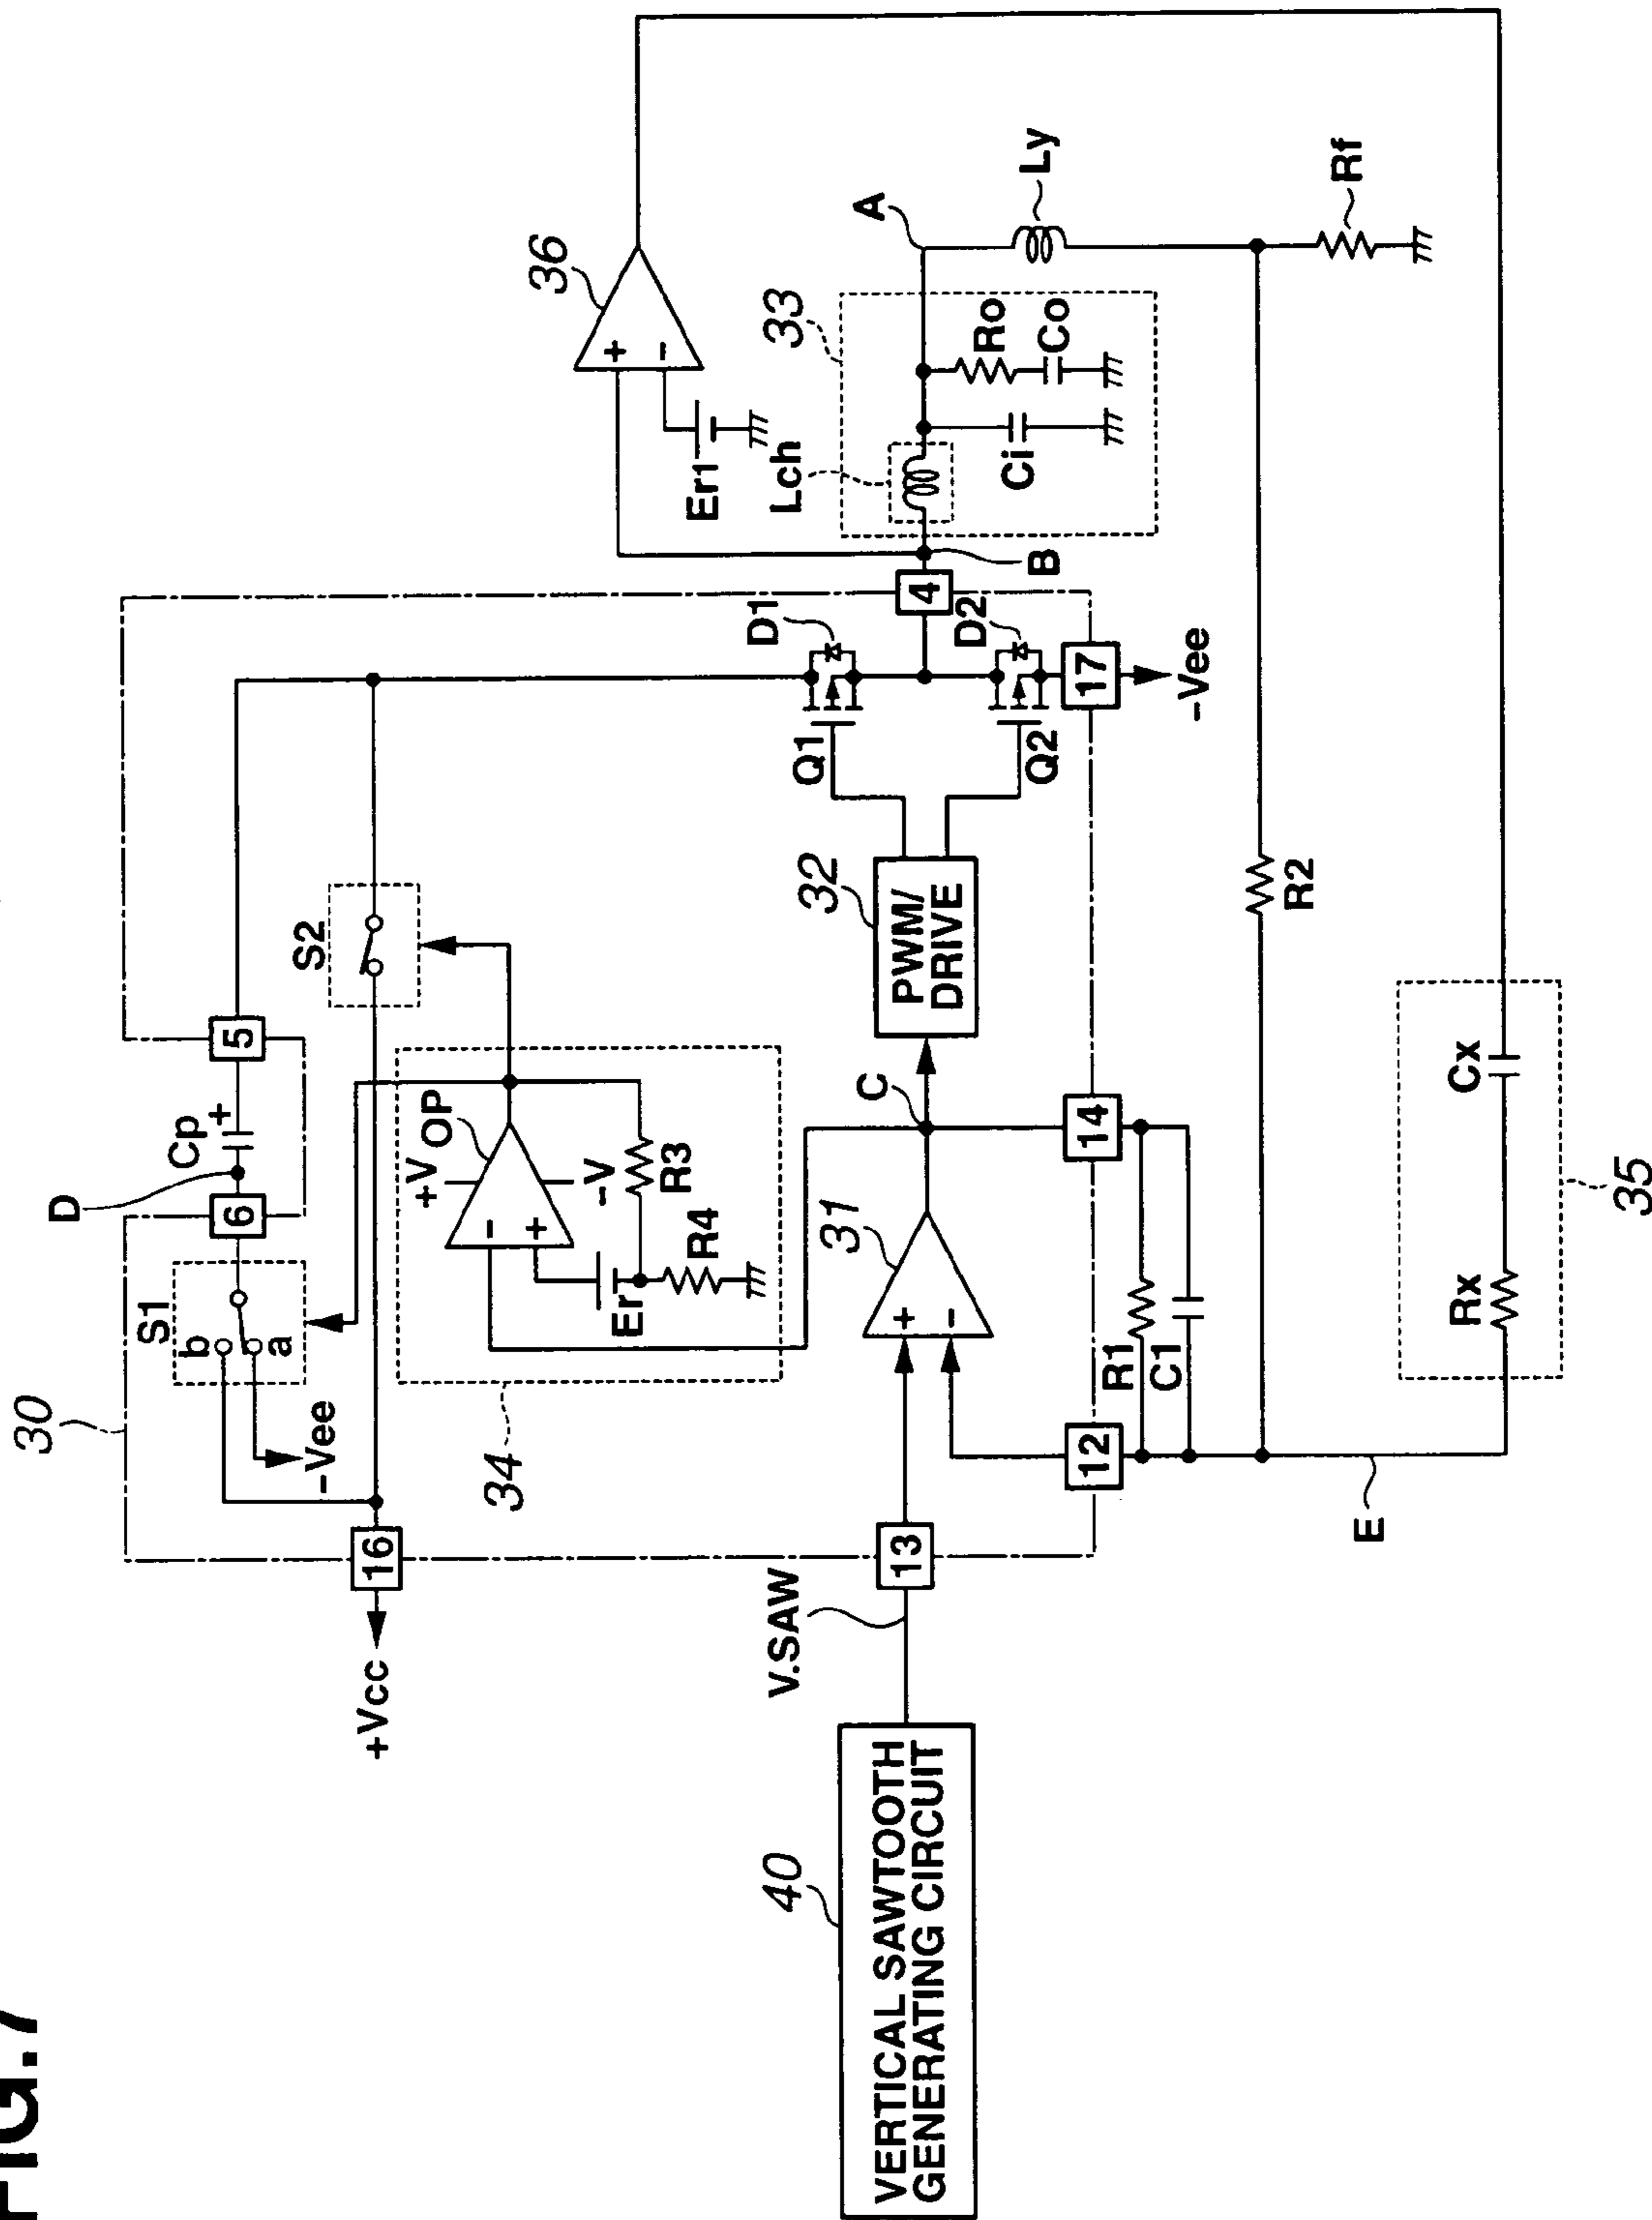 FIG.7
30
S1
b
a
-Vee
6
D
Cp
+
5
16
+Vcc
S2
34
+V
OP
-
+
-V
R3
Er
R4
40
VERTICAL SAWTOOTH
GENERATING CIRCUIT
V.SAW
13
31
+
-
C
32
PWM/
DRIVE
Q1
D1
Q2
D2
4
17
-Vee
B
36
+
-
Er1
Lch
33
Ci
Ro
Co
A
Ly
Rf
12
14
R1
C1
R2
E
Rx
Cx
35